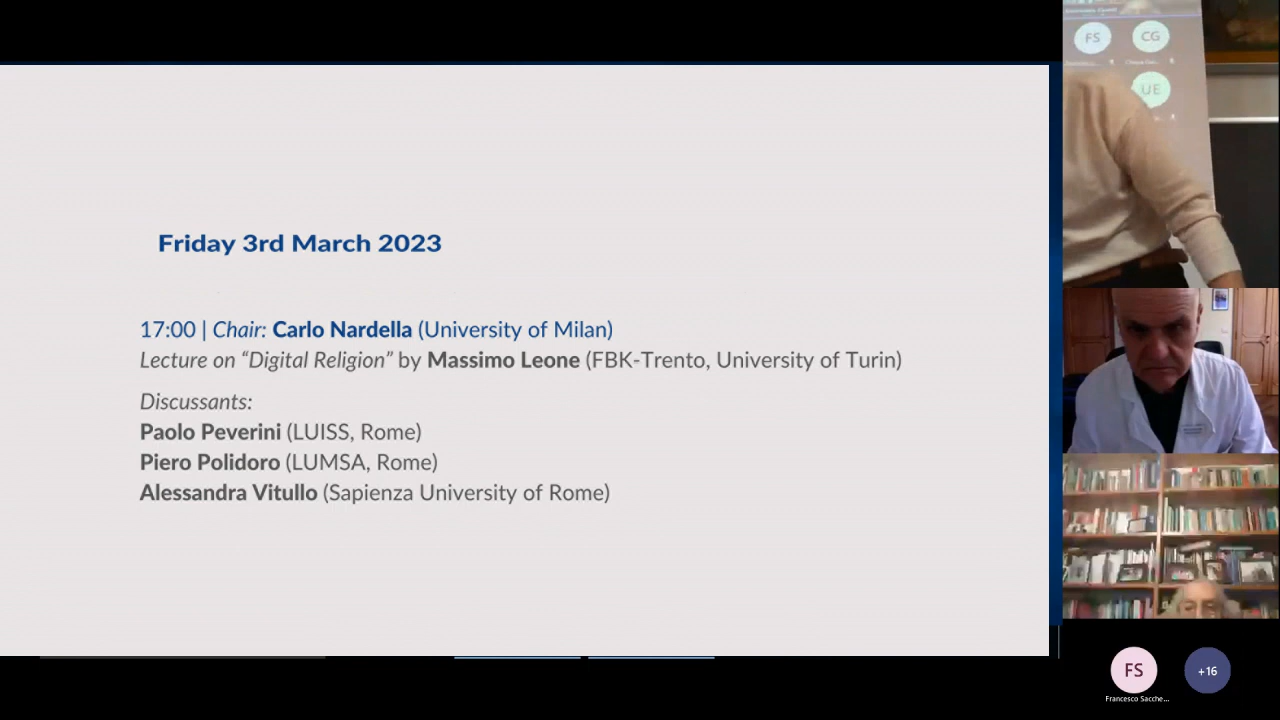 Friday 3rd March 2023
17:00 | Chair: Carlo Nardella (University of Milan)
Lecture on “Digital Religion” by Massimo Leone (FBK-Trento, University of Turin)
Discussants:
Paolo Peverini (LUISS, Rome)
Piero Polidoro (LUMSA, Rome)
Alessandra Vitullo (Sapienza University of Rome)
FS
CG
UE
FS
+16
Francesco Sacche...